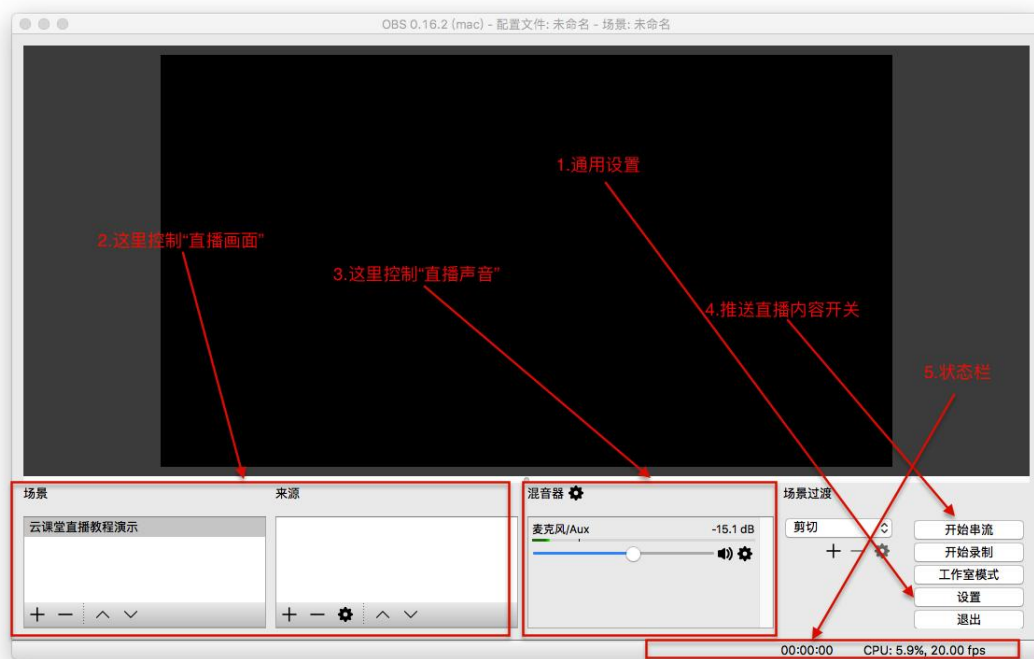 OBS 0.16.2 (mac) - 配置文件: 未命名 - 场景: 未命名
1.通用设置
2.这里控制“直播画面”
3.这里控制“直播声音”
4.推送直播内容开关
5.状态栏
场景
来源
混音器
场景过渡
云课堂直播教程演示
麦克风/Aux
-15.1 dB
剪切
开始串流
开始录制
工作室模式
设置
退出
00:00:00
CPU: 5.9%, 20.00 fps